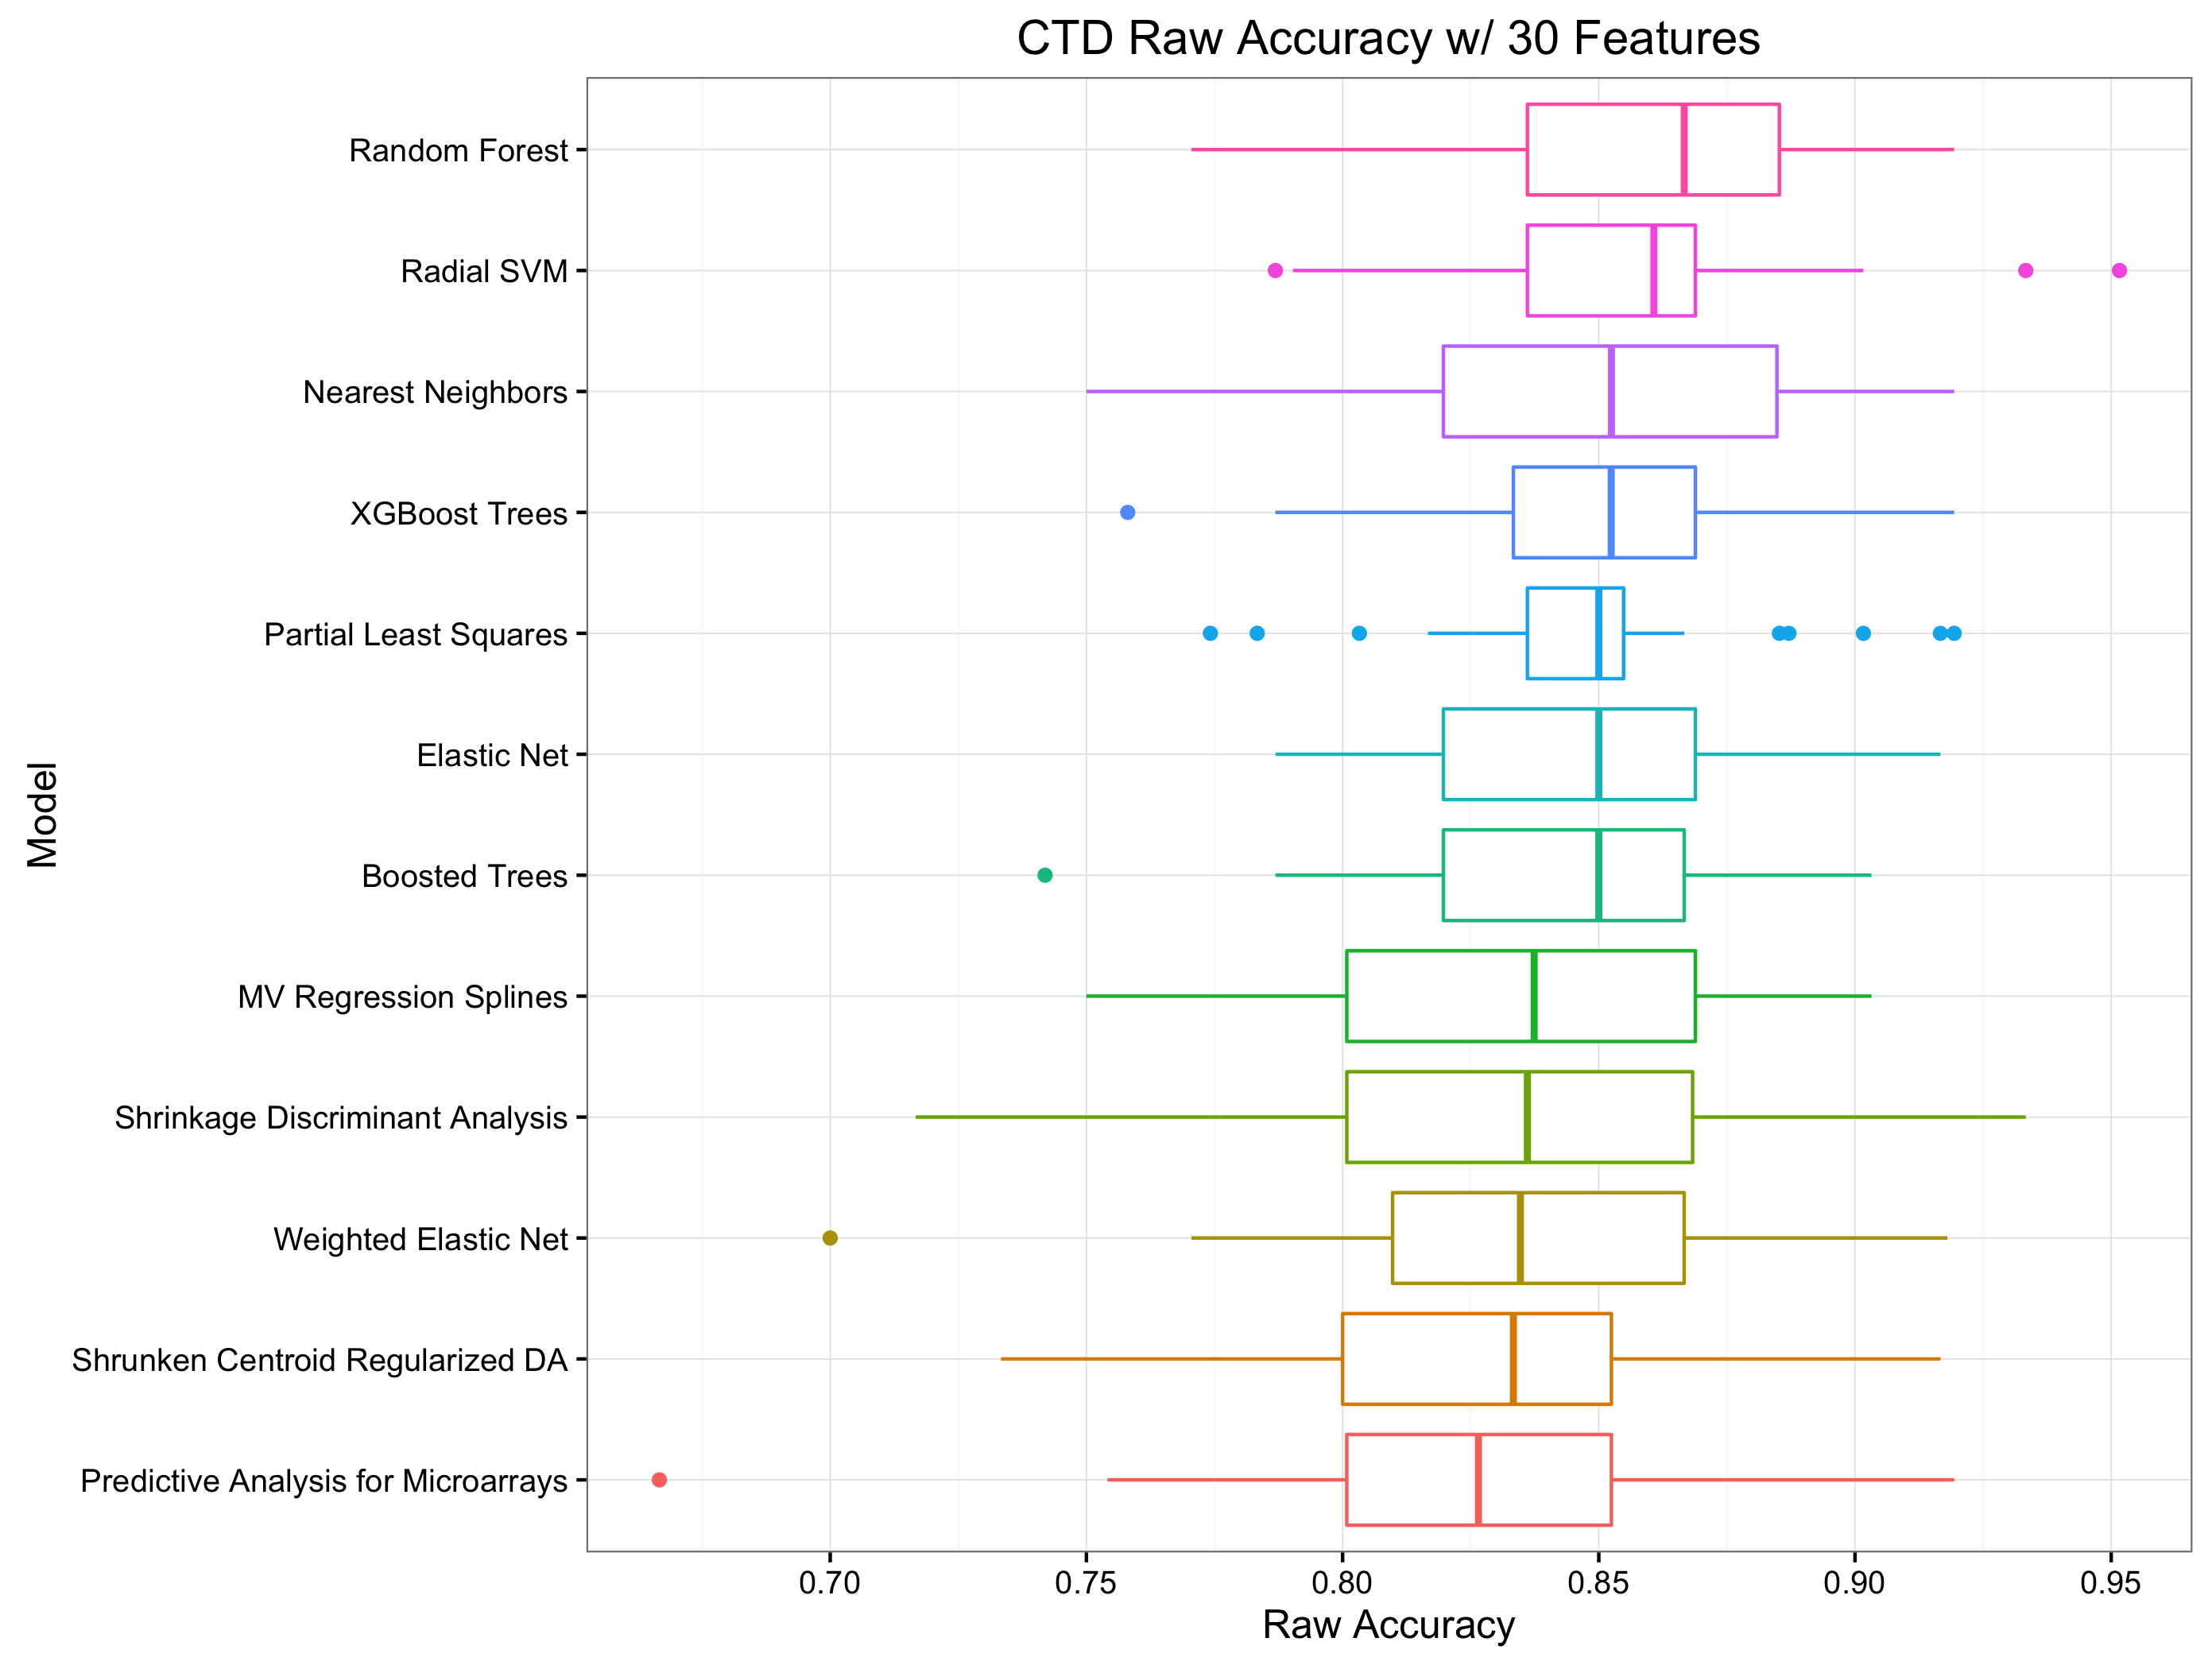 CTD Raw Accuracy w/ 30 Features
Random Forest
Radial SVM
Nearest Neighbors
XGBoost Trees
Partial Least Squares
Elastic Net
Boosted Trees
MV Regression Splines
Shrinkage Discriminant Analysis
Weighted Elastic Net
Shrunken Centroid Regularized DA
Predictive Analysis for Microarrays
Model
0.70 0.75 0.80 0.85 0.90 0.95
Raw Accuracy